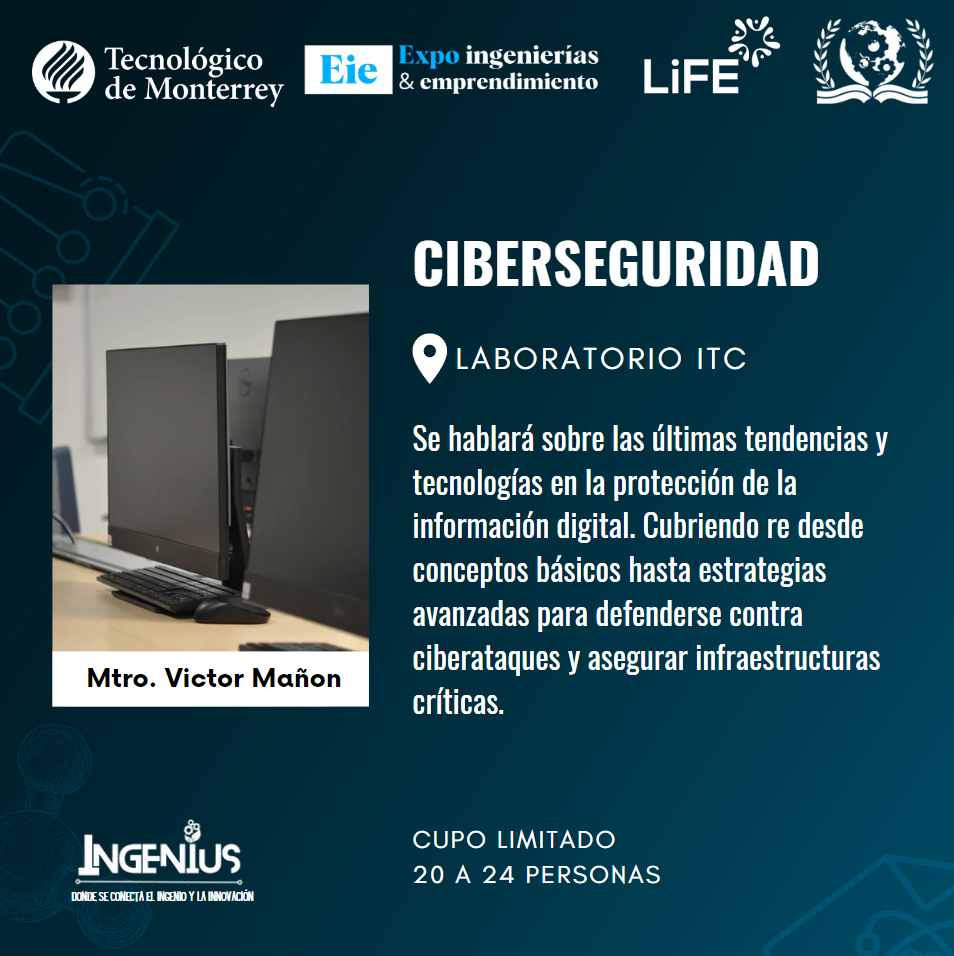 Tecnológico
de Monterrey
Eie
Expo ingenierías
& emprendimiento
LiFE
CIBERSEGURIDAD
LABORATORIO ITC
Se hablará sobre las últimas tendencias y
tecnologías en la protección de la
información digital. Cubriendo re desde
conceptos básicos hasta estrategias
avanzadas para defenderse contra
ciberataques y asegurar infraestructuras
críticas.
Mtro. Victor Mañon
INGENIUS
DONDE SE CONECTA EL INGENIO Y LA INNOVACIÓN
CUPO LIMITADO
20 A 24 PERSONAS